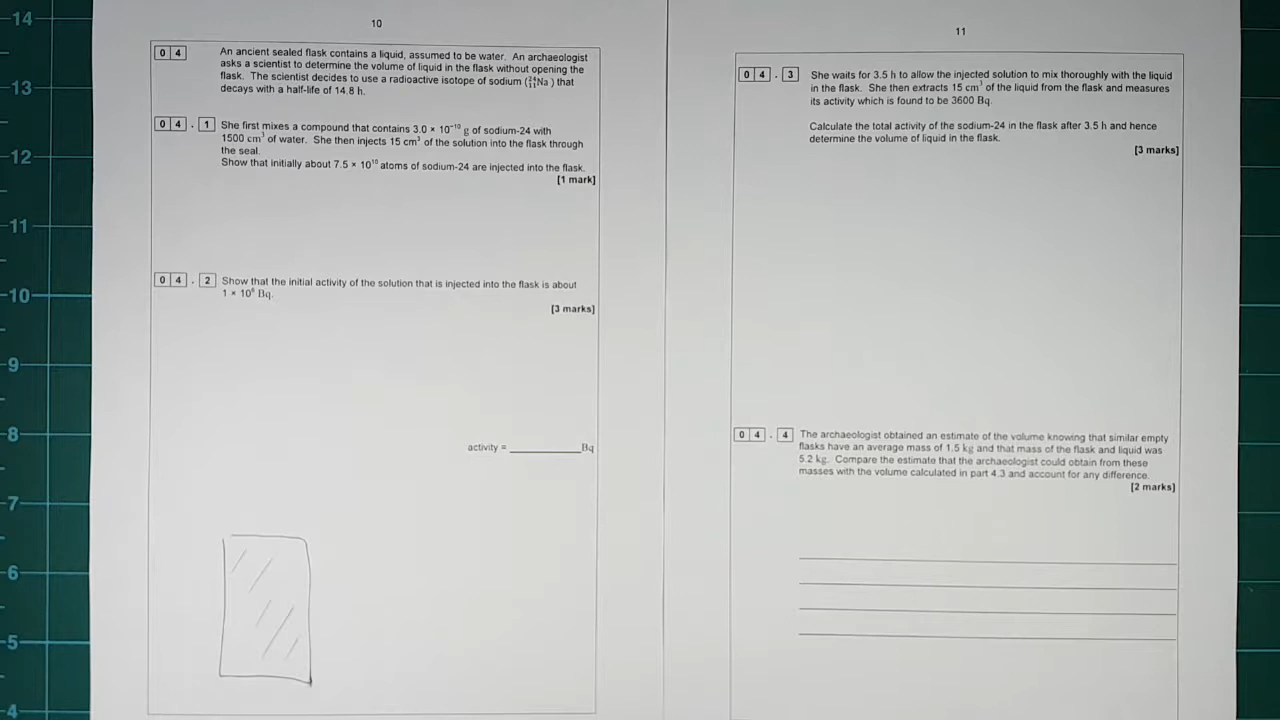 14
13
12
11
10
9
8
7
6
5
4
10
0 4 An ancient sealed flask contains a liquid, assumed to be water. An archaeologist
asks a scientist to determine the volume of liquid in the flask without opening the
flask. The scientist decides to use a radioactive isotope of sodium (²⁴₁₁Na) that
decays with a half-life of 14.8 h.
0 4 . 1 She first mixes a compound that contains 3.0 × 10⁻¹⁰ g of sodium-24 with
1500 cm³ of water. She then injects 15 cm³ of the solution into the flask through
the seal.
Show that initially about 7.5 × 10¹⁰ atoms of sodium-24 are injected into the flask.
[1 mark]
0 4 . 2 Show that the initial activity of the solution that is injected into the flask is about
1 × 10⁶ Bq.
[3 marks]
activity = ________ Bq
11
0 4 . 3 She waits for 3.5 h to allow the injected solution to mix thoroughly with the liquid
in the flask. She then extracts 15 cm³ of the liquid from the flask and measures
its activity which is found to be 3600 Bq.
Calculate the total activity of the sodium-24 in the flask after 3.5 h and hence
determine the volume of liquid in the flask.
[3 marks]
0 4 . 4 The archaeologist obtained an estimate of the volume knowing that similar empty
flasks have an average mass of 1.5 kg and that mass of the flask and liquid was
5.2 kg. Compare the estimate that the archaeologist could obtain from these
masses with the volume calculated in part 4.3 and account for any difference.
[2 marks]